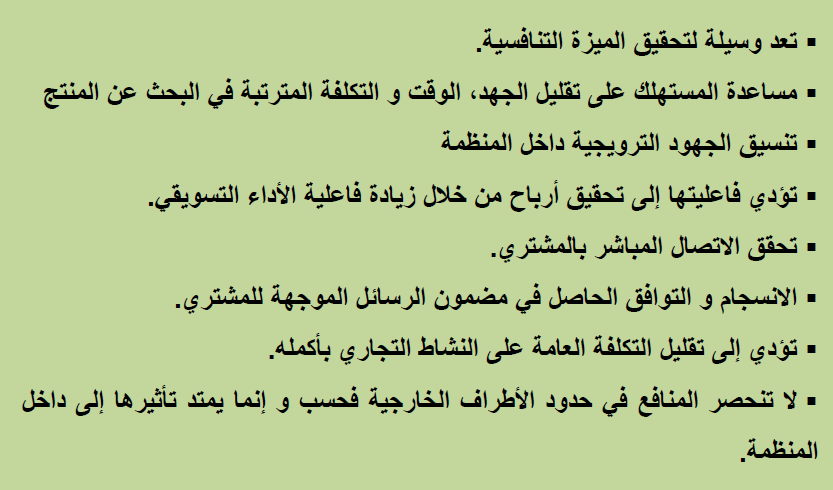 ▪ تعد وسيلة لتحقيق الميزة التنافسية.
▪ مساعدة المستهلك على تقليل الجهد، الوقت و التكلفة المترتبة في البحث عن المنتج
▪ تنسيق الجهود الترويجية داخل المنظمة
▪ تؤدي فاعليتها إلى تحقيق أرباح من خلال زيادة فاعلية الأداء التسويقي.
▪ تحقق الاتصال المباشر بالمشتري.
▪ الانسجام و التوافق الحاصل في مضمون الرسائل الموجهة للمشتري.
▪ تؤدي إلى تقليل التكلفة العامة على النشاط التجاري بأكمله.
▪ لا تنحصر المنافع في حدود الأطراف الخارجية فحسب و إنما يمتد تأثيرها إلى داخل
المنظمة.